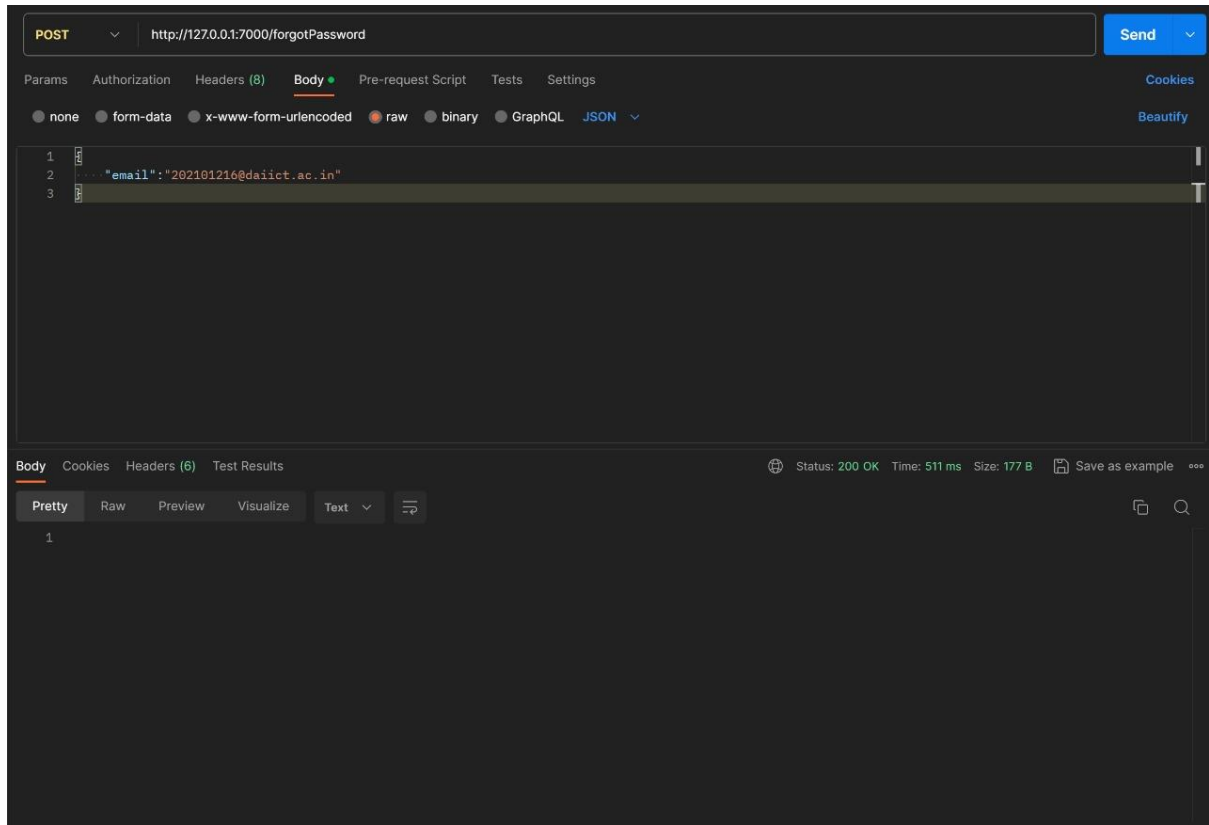 POST http://127.0.0.1:7000/forgotPassword Send
Params Authorization Headers (8) Body Pre-request Script Tests Settings Cookies
none form-data x-www-form-urlencoded raw binary GraphQL JSON Beautify
1 {
2 ····"email":"202101216@daiict.ac.in"
3 }
Body Cookies Headers (6) Test Results Status: 200 OK Time: 511 ms Size: 177 B Save as example
Pretty Raw Preview Visualize Text
1